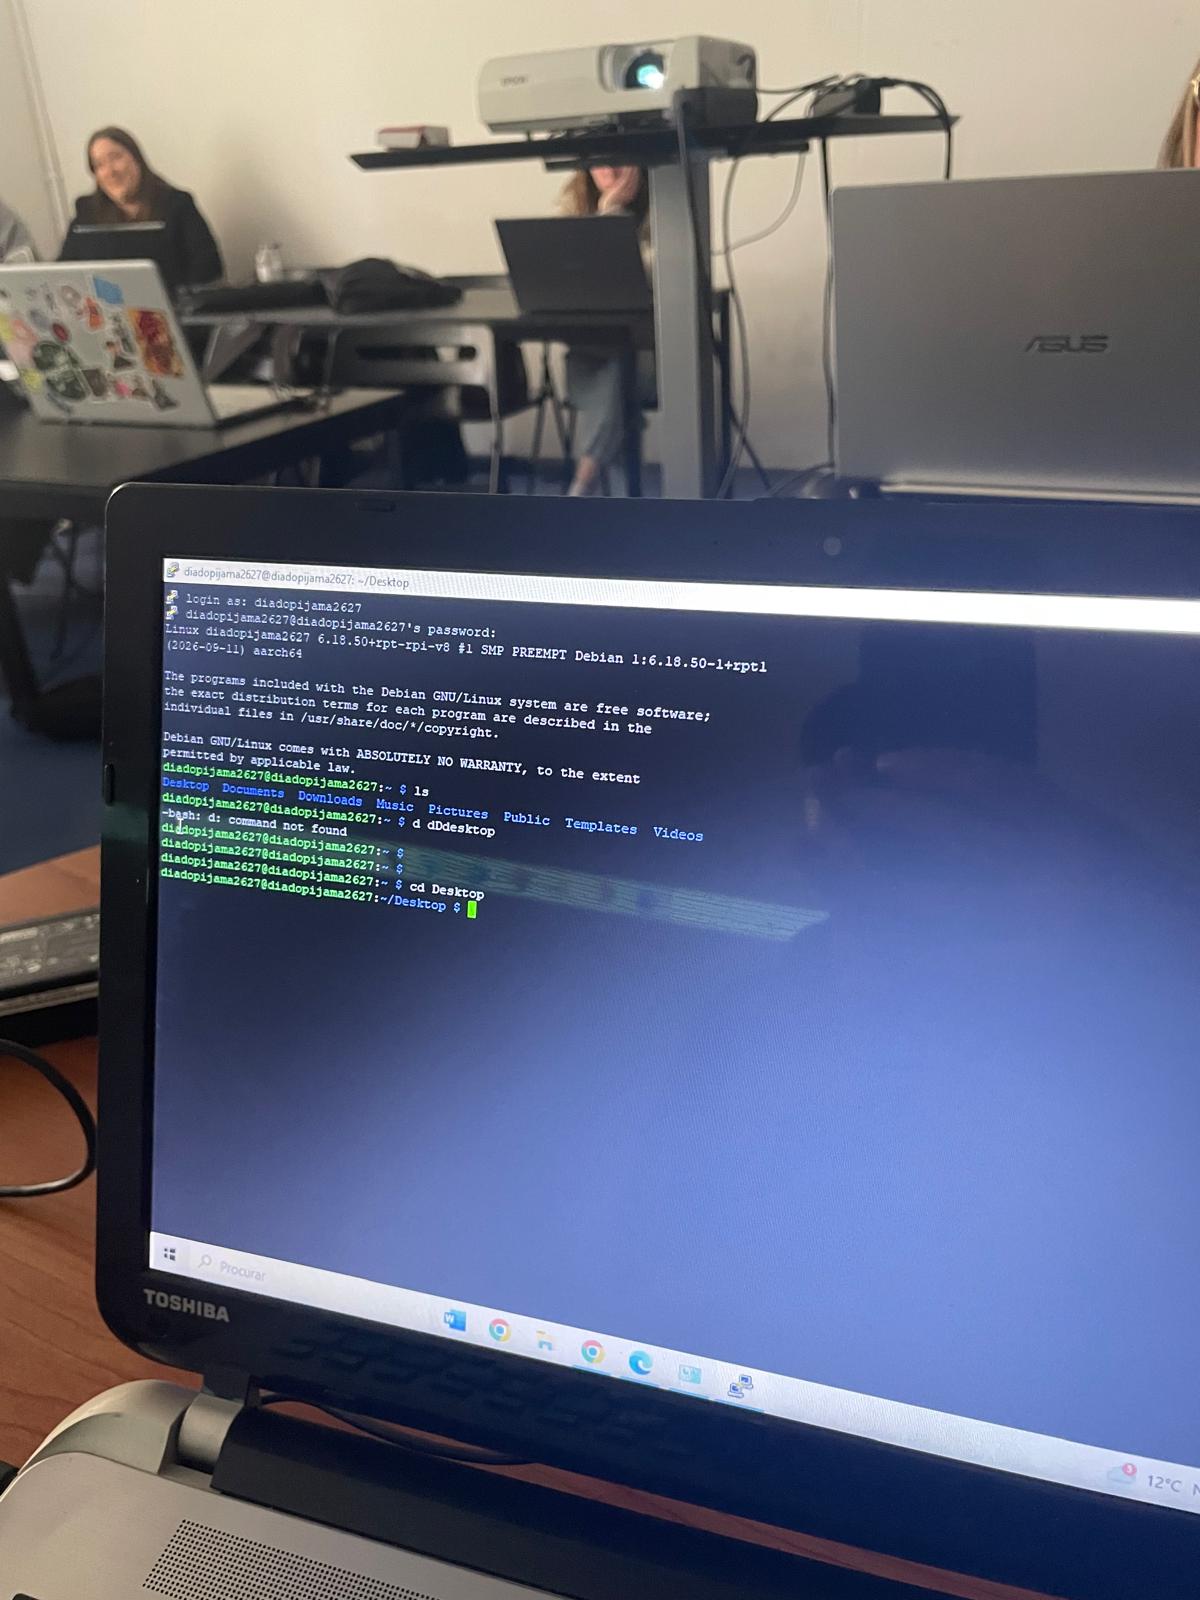 EPSON
ASUS
diadopijama2627@diadopijama2627: ~/Desktop
login as: diadopijama2627
diadopijama2627@diadopijama2627's password:
Linux diadopijama2627 6.18.50+rpt-rpi-v8 #1 SMP PREEMPT Debian 1:6.18.50-1+rpt1
(2026-09-11) aarch64
The programs included with the Debian GNU/Linux system are free software;
the exact distribution terms for each program are described in the
individual files in /usr/share/doc/*/copyright.
Debian GNU/Linux comes with ABSOLUTELY NO WARRANTY, to the extent
permitted by applicable law.
diadopijama2627@diadopijama2627:~ $ ls
Desktop Documents Downloads Music Pictures Public Templates Videos
diadopijama2627@diadopijama2627:~ $ d dDdesktop
-bash: d: command not found
diadopijama2627@diadopijama2627:~ $
diadopijama2627@diadopijama2627:~ $
diadopijama2627@diadopijama2627:~ $ cd Desktop
diadopijama2627@diadopijama2627:~/Desktop $
Procurar
3
12°C
TOSHIBA